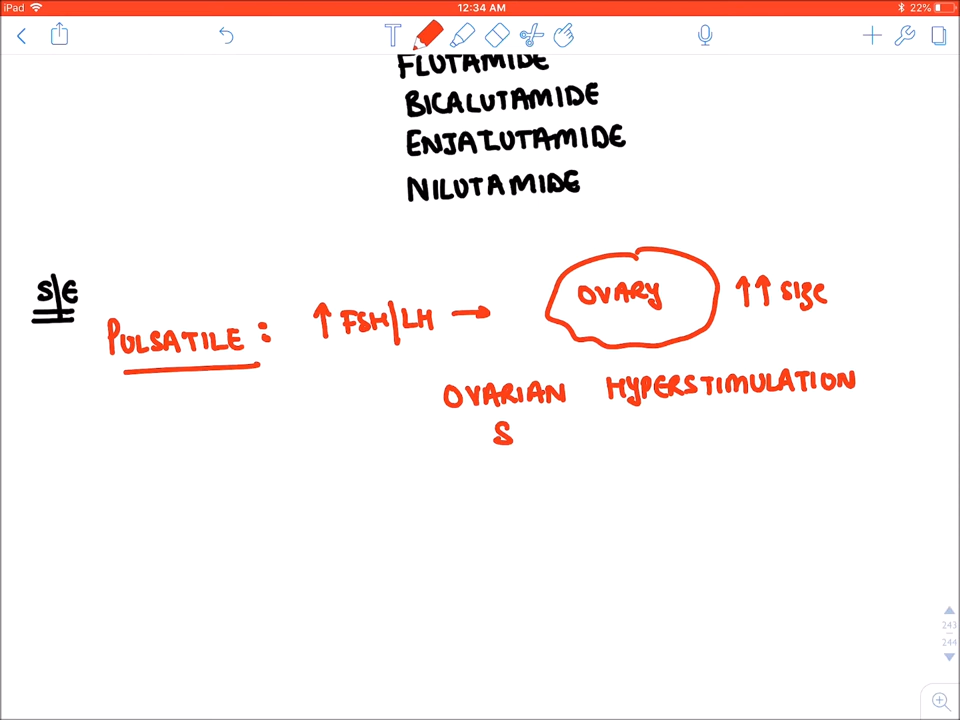 iPad 12:34 AM 22%
T
FLUTAMIDE
BICALUTAMIDE
ENJALUTAMIDE
NILUTAMIDE
S/E
PULSATILE : ↑ FSH/LH → OVARY ↑↑ Size
OVARIAN HYPERSTIMULATION
S
243
244